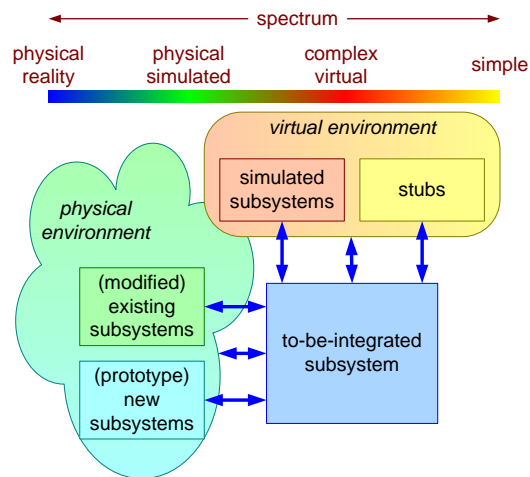 spectrum
physical reality
physical simulated
complex virtual
simple
virtual environment
simulated subsystems
stubs
physical environment
(modified) existing subsystems
to-be-integrated subsystem
(prototype) new subsystems